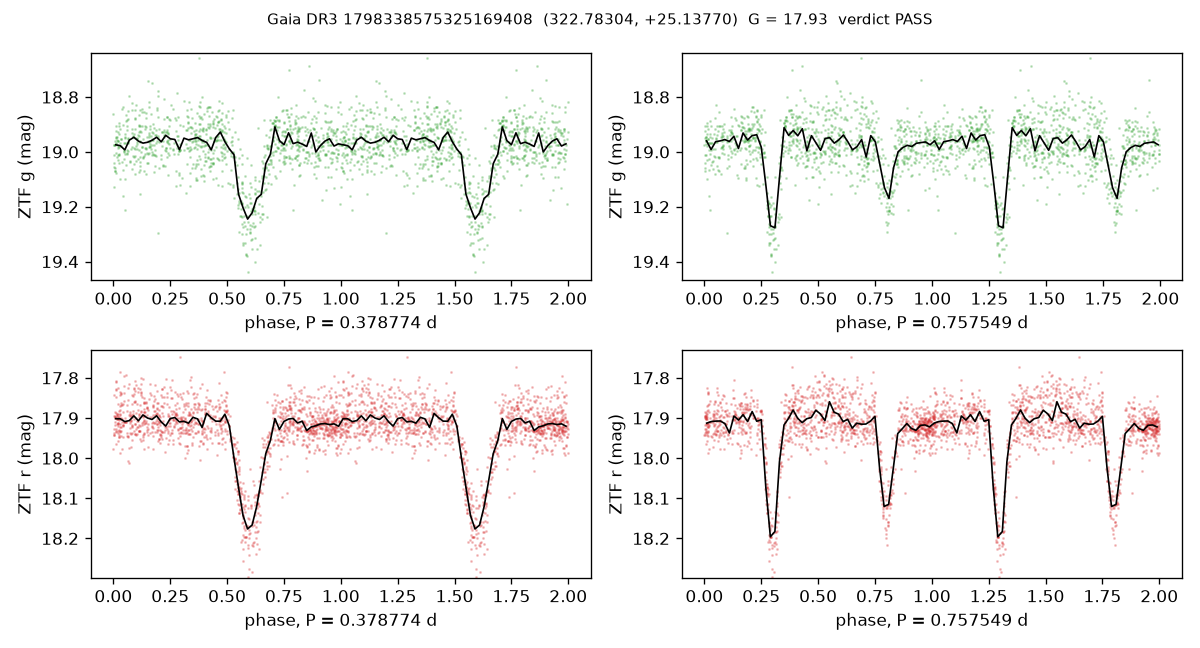 Gaia DR3 1798338575325169408  (322.78304, +25.13770)  G = 17.93  verdict PASS
ZTF g (mag)
18.8
19.0
19.2
19.4
0.00 0.25 0.50 0.75 1.00 1.25 1.50 1.75 2.00
phase, P = 0.378774 d
ZTF g (mag)
18.8
19.0
19.2
19.4
0.00 0.25 0.50 0.75 1.00 1.25 1.50 1.75 2.00
phase, P = 0.757549 d
ZTF r (mag)
17.8
17.9
18.0
18.1
18.2
0.00 0.25 0.50 0.75 1.00 1.25 1.50 1.75 2.00
phase, P = 0.378774 d
ZTF r (mag)
17.8
17.9
18.0
18.1
18.2
0.00 0.25 0.50 0.75 1.00 1.25 1.50 1.75 2.00
phase, P = 0.757549 d